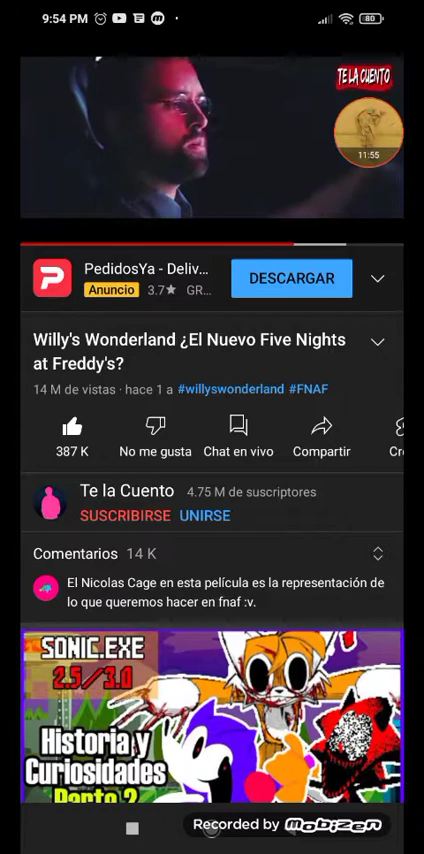 9:54 PM
80
TE LA CUENTO
11:55
PedidosYa - Deliv...
Anuncio 3.7★ GR...
DESCARGAR
Willy's Wonderland ¿El Nuevo Five Nights
at Freddy's?
14 M de vistas · hace 1 a #willyswonderland #FNAF
387 K No me gusta Chat en vivo Compartir Cre
Te la Cuento 4.75 M de suscriptores
SUSCRIBIRSE UNIRSE
Comentarios 14 K
El Nicolas Cage en esta película es la representación de
lo que queremos hacer en fnaf :v.
SONIC.EXE
2.5/3.0
Historia y
Curiosidades
Parte 2
Recorded by mobizen